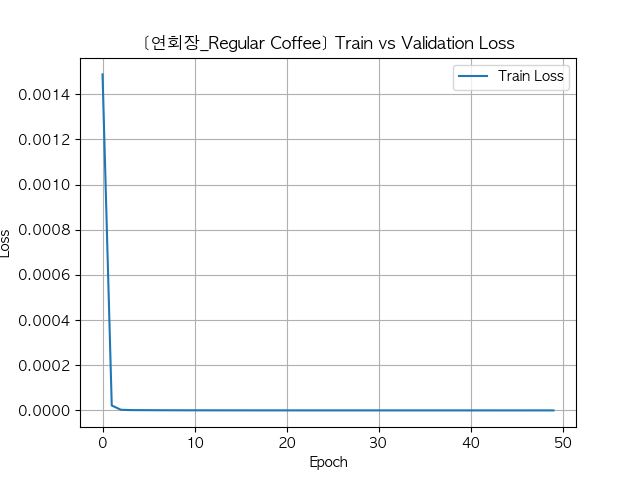 [연회장_Regular Coffee] Train vs Validation Loss
Train Loss
0.0014
0.0012
0.0010
0.0008
0.0006
0.0004
0.0002
0.0000
Loss
0 10 20 30 40 50
Epoch